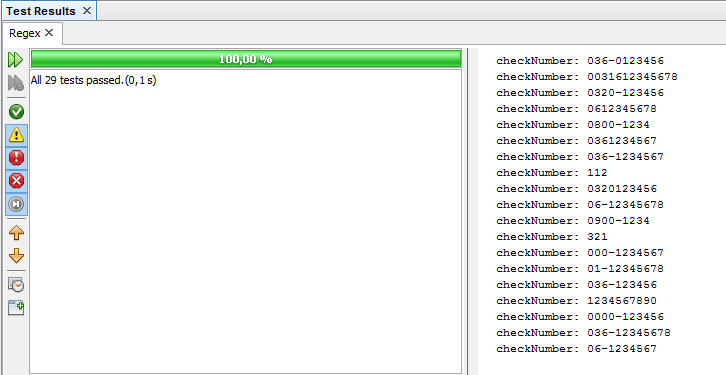 Test Results
Regex
100,00 %
All 29 tests passed.(0,1 s)
checkNumber: 036-0123456
checkNumber: 0031612345678
checkNumber: 0320-123456
checkNumber: 0612345678
checkNumber: 0800-1234
checkNumber: 0361234567
checkNumber: 036-1234567
checkNumber: 112
checkNumber: 0320123456
checkNumber: 06-12345678
checkNumber: 0900-1234
checkNumber: 321
checkNumber: 000-1234567
checkNumber: 01-12345678
checkNumber: 036-123456
checkNumber: 1234567890
checkNumber: 0000-123456
checkNumber: 036-12345678
checkNumber: 06-1234567